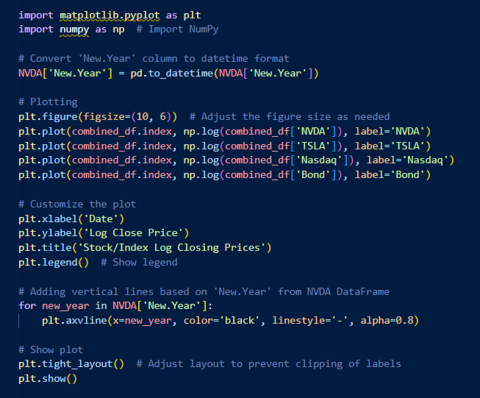 import matplotlib.pyplot as plt
import numpy as np  # Import NumPy
# Convert 'New.Year' column to datetime format
NVDA['New.Year'] = pd.to_datetime(NVDA['New.Year'])
# Plotting
plt.figure(figsize=(10, 6))  # Adjust the figure size as needed
plt.plot(combined_df.index, np.log(combined_df['NVDA']), label='NVDA')
plt.plot(combined_df.index, np.log(combined_df['TSLA']), label='TSLA')
plt.plot(combined_df.index, np.log(combined_df['Nasdaq']), label='Nasdaq')
plt.plot(combined_df.index, np.log(combined_df['Bond']), label='Bond')
# Customize the plot
plt.xlabel('Date')
plt.ylabel('Log Close Price')
plt.title('Stock/Index Log Closing Prices')
plt.legend()  # Show legend
# Adding vertical lines based on 'New.Year' from NVDA DataFrame
for new_year in NVDA['New.Year']:
    plt.axvline(x=new_year, color='black', linestyle='-', alpha=0.8)
# Show plot
plt.tight_layout()  # Adjust layout to prevent clipping of labels
plt.show()